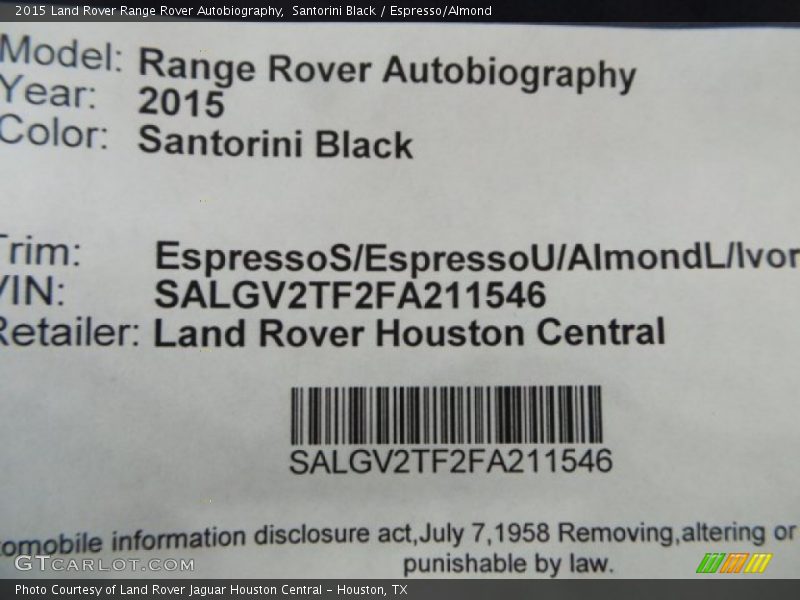 2015 Land Rover Range Rover Autobiography, Santorini Black / Espresso/Almond
Model: Range Rover Autobiography
Year: 2015
Color: Santorini Black
Trim: EspressoS/EspressoU/AlmondL/Ivor
VIN: SALGV2TF2FA211546
Retailer: Land Rover Houston Central
SALGV2TF2FA211546
omobile information disclosure act,July 7,1958 Removing,altering or
punishable by law.
GTCARLOT.COM
Photo Courtesy of Land Rover Jaguar Houston Central – Houston, TX